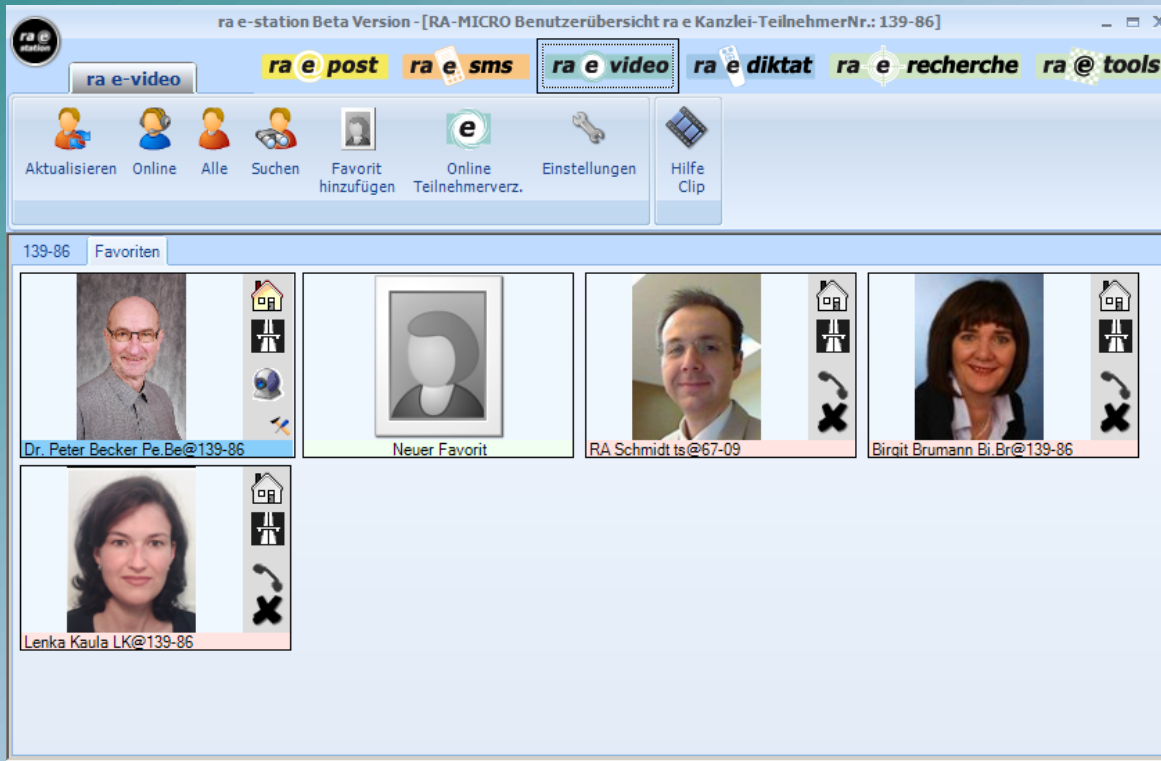 ra e-station Beta Version - [RA-MICRO Benutzerübersicht ra e Kanzlei-TeilnehmerNr.: 139-86]
ra e station
ra e post ra e sms ra e video ra e diktat ra e recherche ra e tools
ra e-video
Aktualisieren Online Alle Suchen Favorit hinzufügen Online Teilnehmerverz. Einstellungen Hilfe Clip
139-86 Favoriten
Dr. Peter Becker Pe.Be@139-86 Neuer Favorit RA Schmidt ts@67-09 Birgit Brumann Bi.Br@139-86
Lenka Kaula LK@139-86